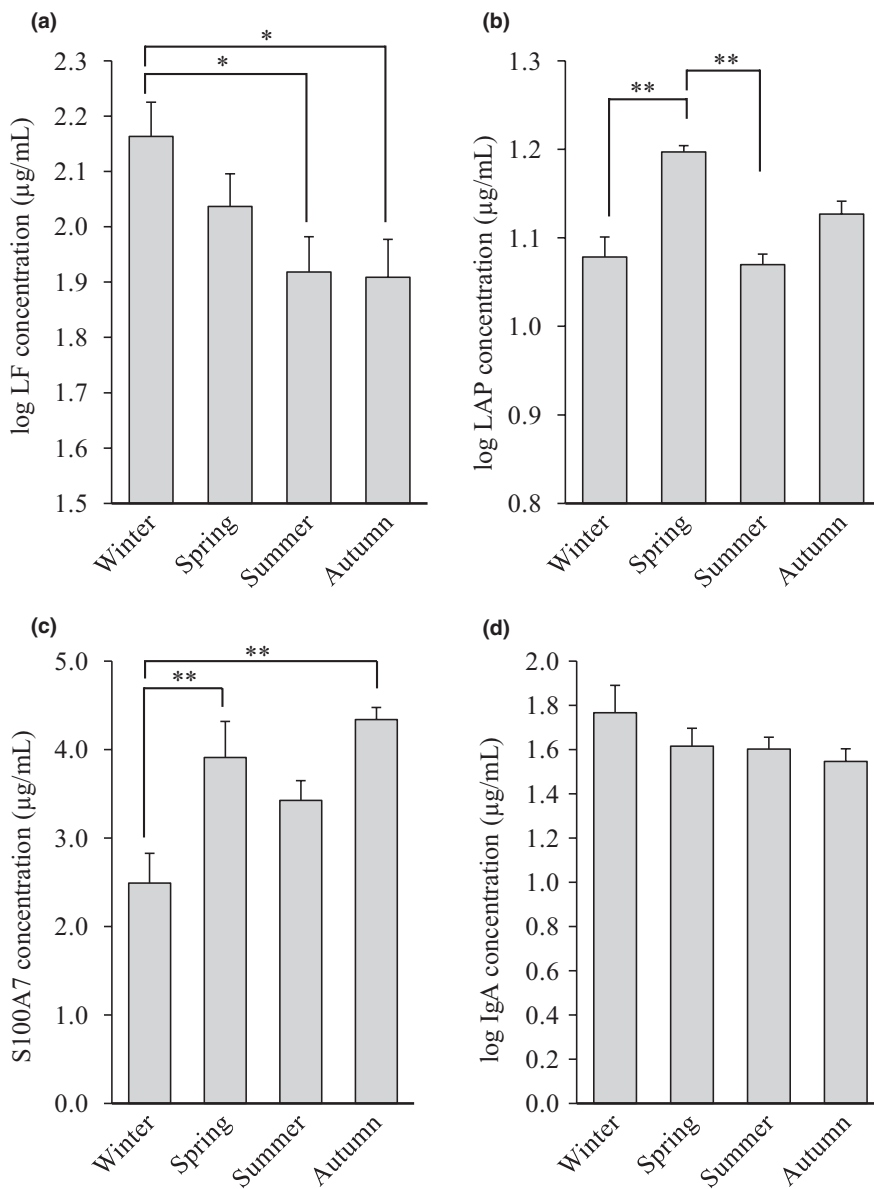 (a)
*
*
2.3
2.2
2.1
2.0
1.9
1.8
1.7
1.6
1.5
log LF concentration (µg/mL)
Winter
Spring
Summer
Autumn
(b)
**
**
1.3
1.2
1.1
1.0
0.9
0.8
log LAP concentration (µg/mL)
Winter
Spring
Summer
Autumn
(c)
**
**
5.0
4.0
3.0
2.0
1.0
0.0
S100A7 concentration (µg/mL)
Winter
Spring
Summer
Autumn
(d)
2.0
1.8
1.6
1.4
1.2
1.0
0.8
0.6
0.4
0.2
0.0
log IgA concentration (µg/mL)
Winter
Spring
Summer
Autumn